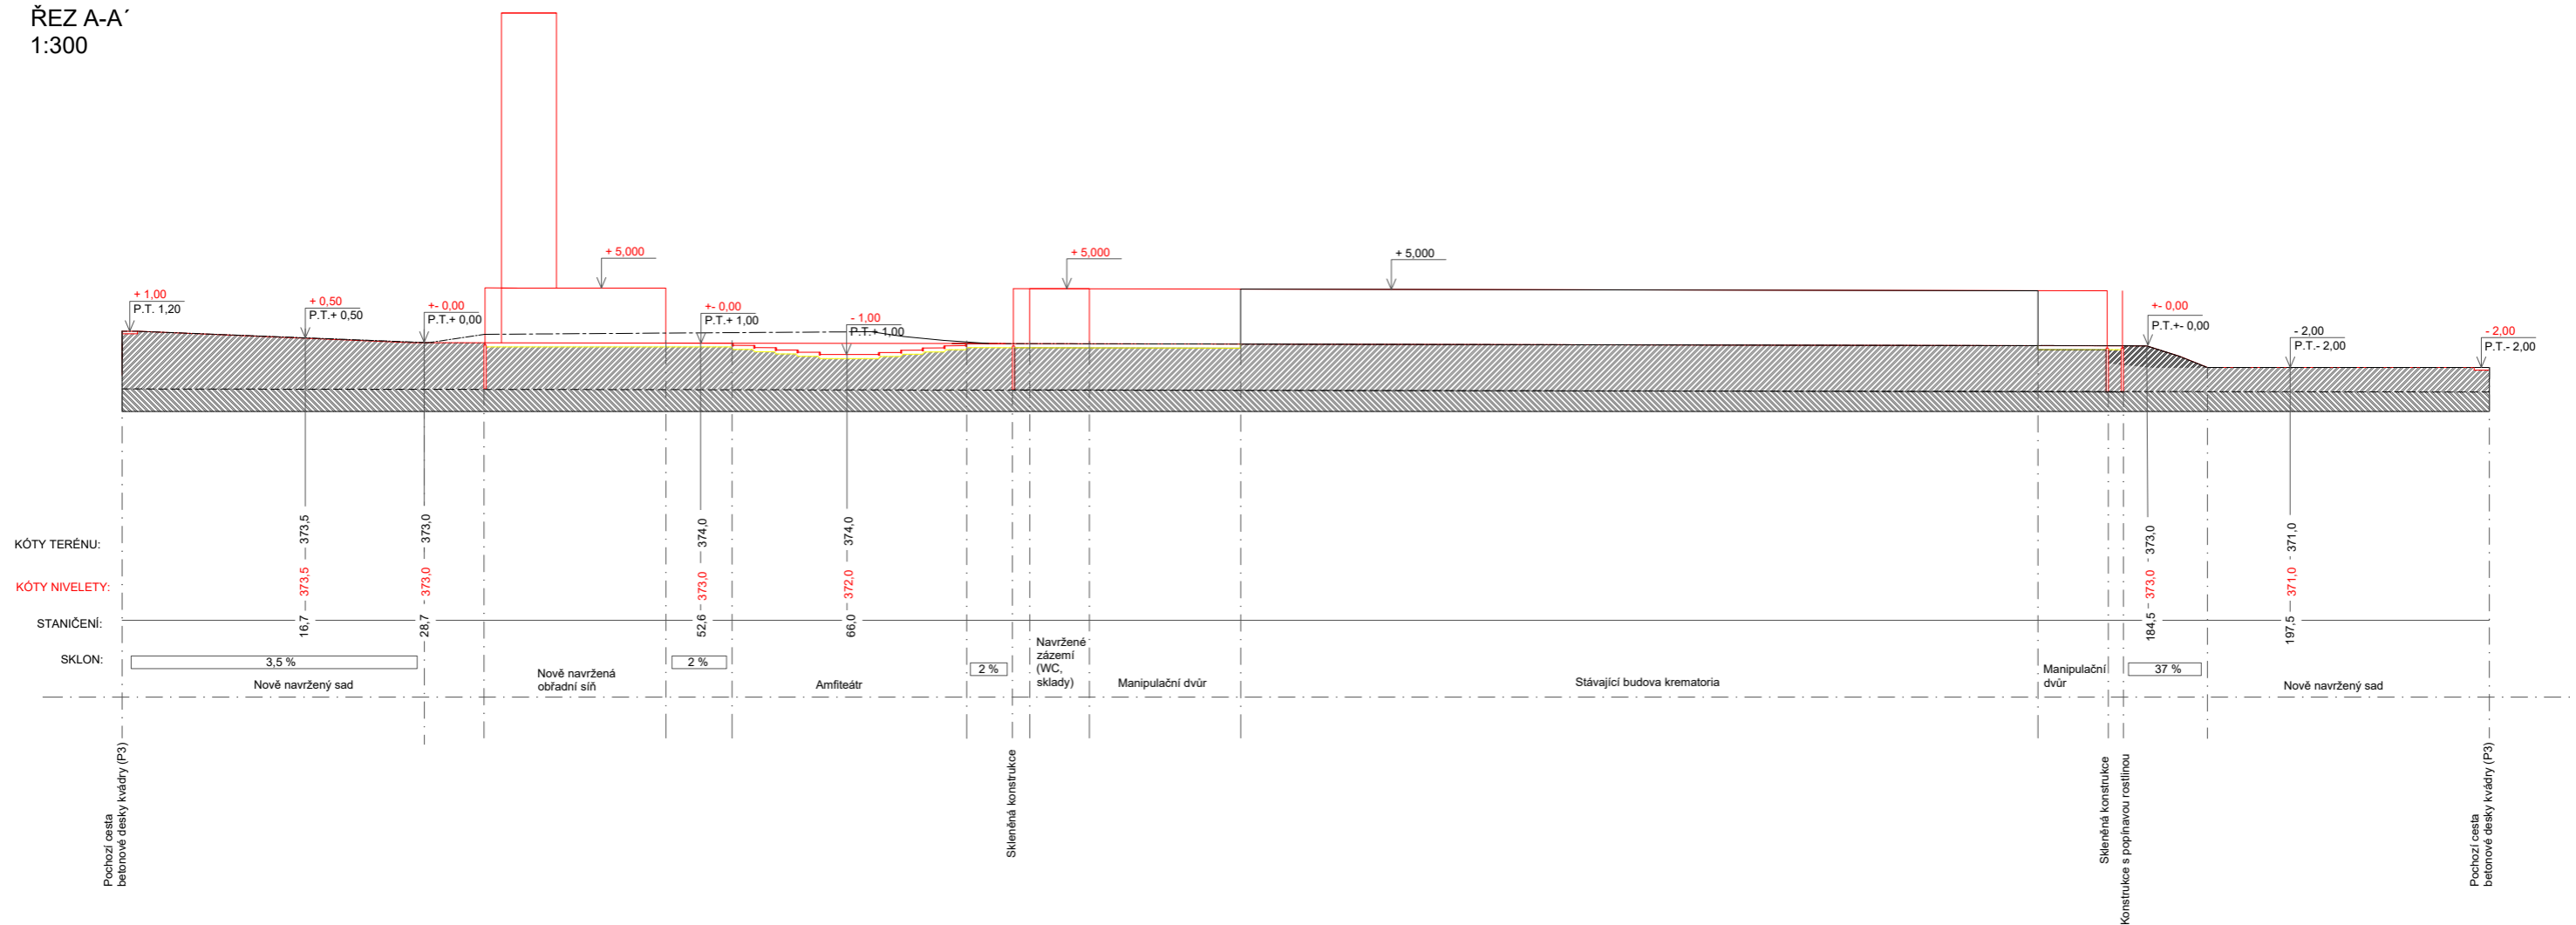 ŘEZ A-A´
1:300
+ 1,00
P.T. 1,20
+ 0,50
P.T.+ 0,50
+- 0,00
P.T.+ 0,00
+ 5,000
+- 0,00
P.T.+ 1,00
- 1,00
P.T.+ 1,00
+ 5,000
+ 5,000
+- 0,00
P.T.+- 0,00
- 2,00
P.T.- 2,00
- 2,00
P.T.- 2,00
KÓTY TERÉNU:
373,5
373,0
374,0
374,0
373,0
371,0
KÓTY NIVELETY:
373,5
373,0
373,0
372,0
373,0
371,0
STANIČENÍ:
16,7
28,7
52,6
66,0
184,5
197,5
SKLON:
3,5 %
2 %
2 %
37 %
Nově navržený sad
Nově navržená
obřadní síň
Amfiteátr
Navržené
zázemí
(WC,
sklady)
Manipulační dvůr
Stávající budova krematoria
Manipulační
dvůr
Nově navržený sad
Pochozí cesta
betonové desky kvádry (P3)
Skleněná konstrukce
Skleněná konstrukce
Konstrukce s popínavou rostlinou
Pochozí cesta
betonové desky kvádry (P3)